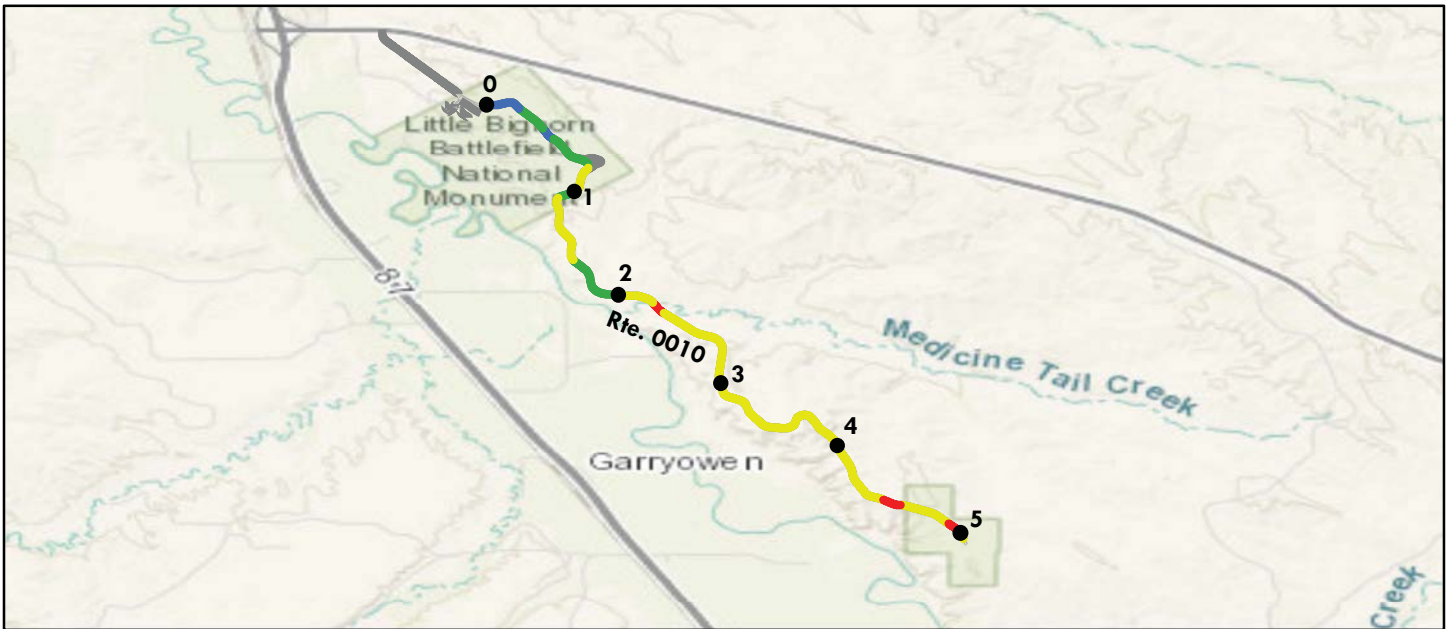 0
Little Bighorn
Battlefield
National
Monument
1
87
2
Rte. 0010
Medicine Tail Creek
3
4
Garryowen
5
Creek